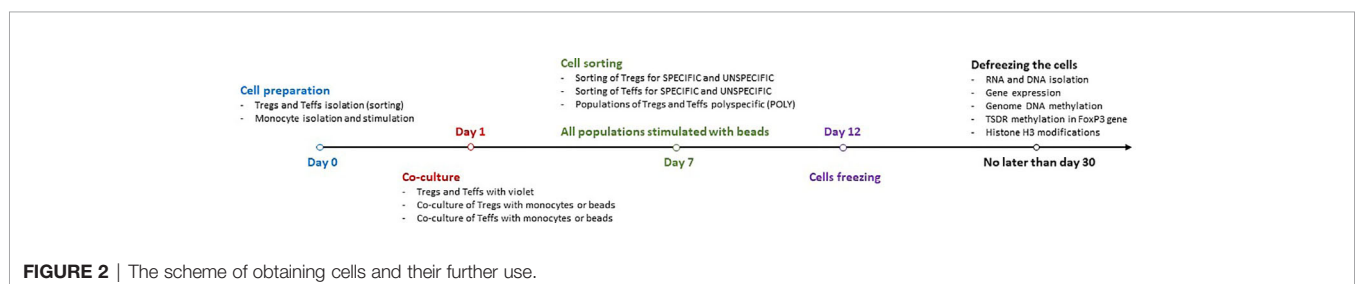 Cell preparation
- Tregs and Teffs isolation (sorting)
- Monocyte isolation and stimulation
Day 0
Day 1
Co-culture
- Tregs and Teffs with violet
- Co-culture of Tregs with monocytes or beads
- Co-culture of Teffs with monocytes or beads
Cell sorting
- Sorting of Tregs for SPECIFIC and UNSPECIFIC
- Sorting of Teffs for SPECIFIC and UNSPECIFIC
- Populations of Tregs and Teffs polyspecific (POLY)
All populations stimulated with beads
Day 7
Day 12
Cells freezing
Defreezing the cells
- RNA and DNA isolation
- Gene expression
- Genome DNA methylation
- TSDR methylation in FoxP3 gene
- Histone H3 modifications
No later than day 30
FIGURE 2 | The scheme of obtaining cells and their further use.